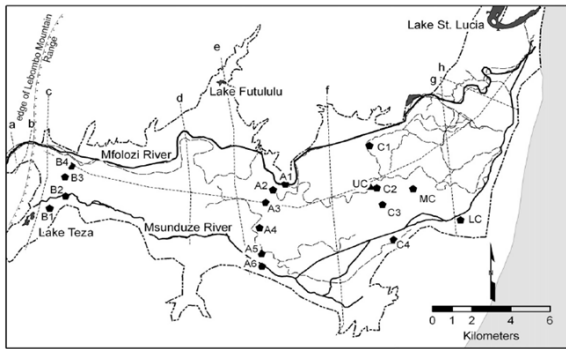 Lake St. Lucia
edge of Lebombo Mountain
Range
a
b
c
d
e
f
g
h
Lake Futululu
Mfolozi River
B4
B3
B2
B1
Lake Teza
Msunduze River
A1
A2
A3
A4
A5
A6
C1
UC
C2
MC
C3
C4
LC
0 1 2 4 6
Kilometers